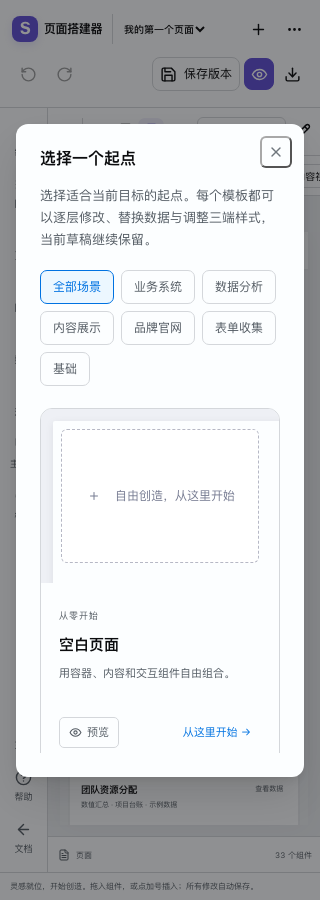 S 页面搭建器 我的第一个页面
保存版本
选择一个起点
选择适合当前目标的起点。每个模板都可
以逐层修改、替换数据与调整三端样式，
当前草稿继续保留。
全部场景 业务系统 数据分析
内容展示 品牌官网 表单收集
基础
+ 自由创造，从这里开始
从零开始
空白页面
用容器、内容和交互组件自由组合。
预览 从这里开始 →
帮助
团队资源分配 查看数据
数值汇总 · 项目台账 · 示例数据
文档
页面 33 个组件
灵感就位，开始创造。拖入组件，或点加号插入；所有修改自动保存。